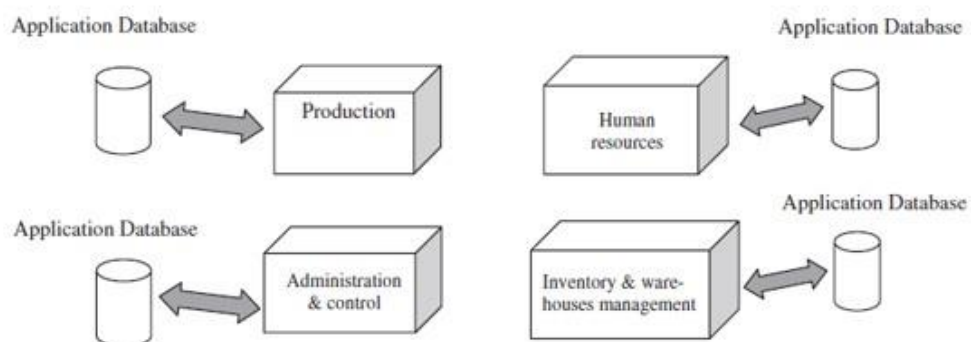 Application Database
Application Database
Production
Human
resources
Application Database
Application Database
Administration
& control
Inventory & ware-
houses management